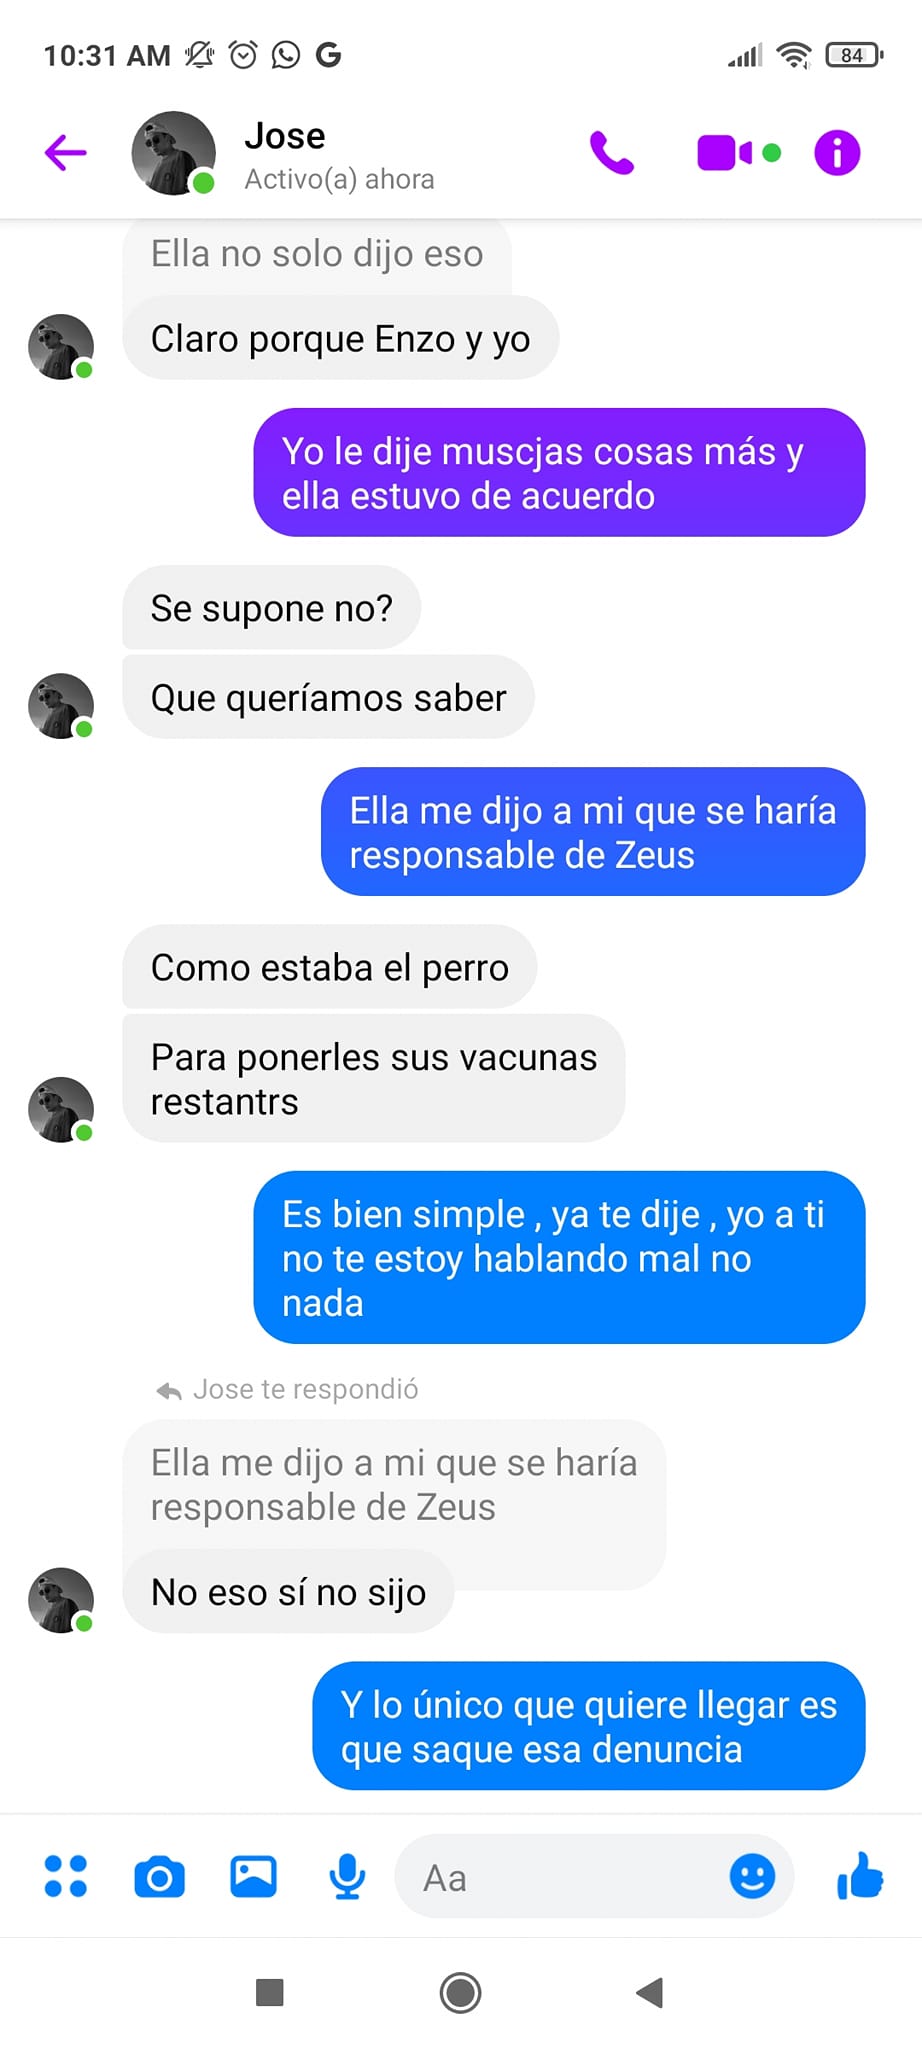 10:31 AM
84
Jose
Activo(a) ahora
Ella no solo dijo eso
Claro porque Enzo y yo
Yo le dije muscjas cosas más y
ella estuvo de acuerdo
Se supone no?
Que queríamos saber
Ella me dijo a mi que se haría
responsable de Zeus
Como estaba el perro
Para ponerles sus vacunas
restantrs
Es bien simple , ya te dije , yo a ti
no te estoy hablando mal no
nada
Jose te respondió
Ella me dijo a mi que se haría
responsable de Zeus
No eso sí no sijo
Y lo único que quiere llegar es
que saque esa denuncia
Aa